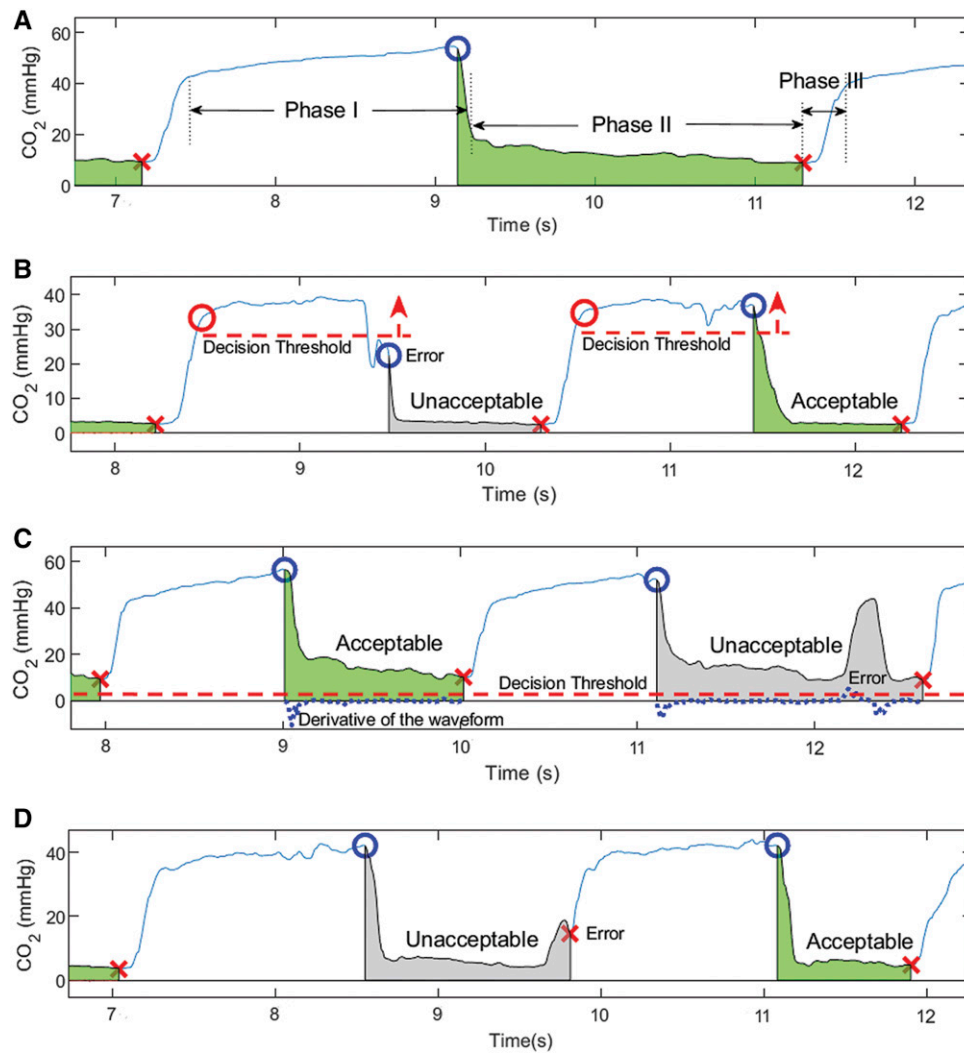 A
60
40
20
0
CO2 (mmHg)
Phase I
Phase II
Phase III
7
8
9
10
11
12
Time (s)
B
40
30
20
10
0
CO2 (mmHg)
Decision Threshold
Error
Unacceptable
Decision Threshold
Acceptable
8
9
10
11
12
Time (s)
C
60
40
20
0
CO2 (mmHg)
Acceptable
Decision Threshold
Unacceptable
Error
Derivative of the waveform
8
9
10
11
12
Time (s)
D
40
20
0
CO2 (mmHg)
Unacceptable
Error
Acceptable
7
8
9
10
11
12
Time(s)